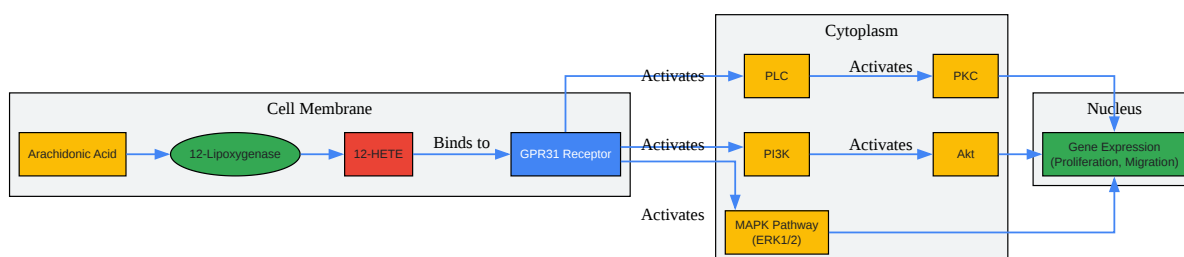 Cytoplasm
Activates
PLC
Activates
PKC
Cell Membrane
Nucleus
Arachidonic Acid
12-Lipoxygenase
12-HETE
Binds to
GPR31 Receptor
Activates
PI3K
Activates
Akt
Gene Expression
(Proliferation, Migration)
Activates
MAPK Pathway
(ERK1/2)